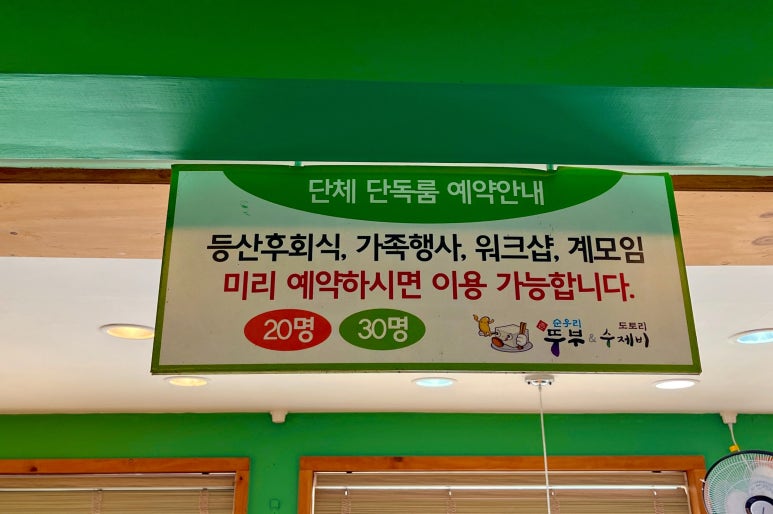 단체 단독룸 예약안내
등산후회식, 가족행사, 워크샵, 계모임
미리 예약하시면 이용 가능합니다.
20명 30명
순우리 도토리
뚜부 & 수제비